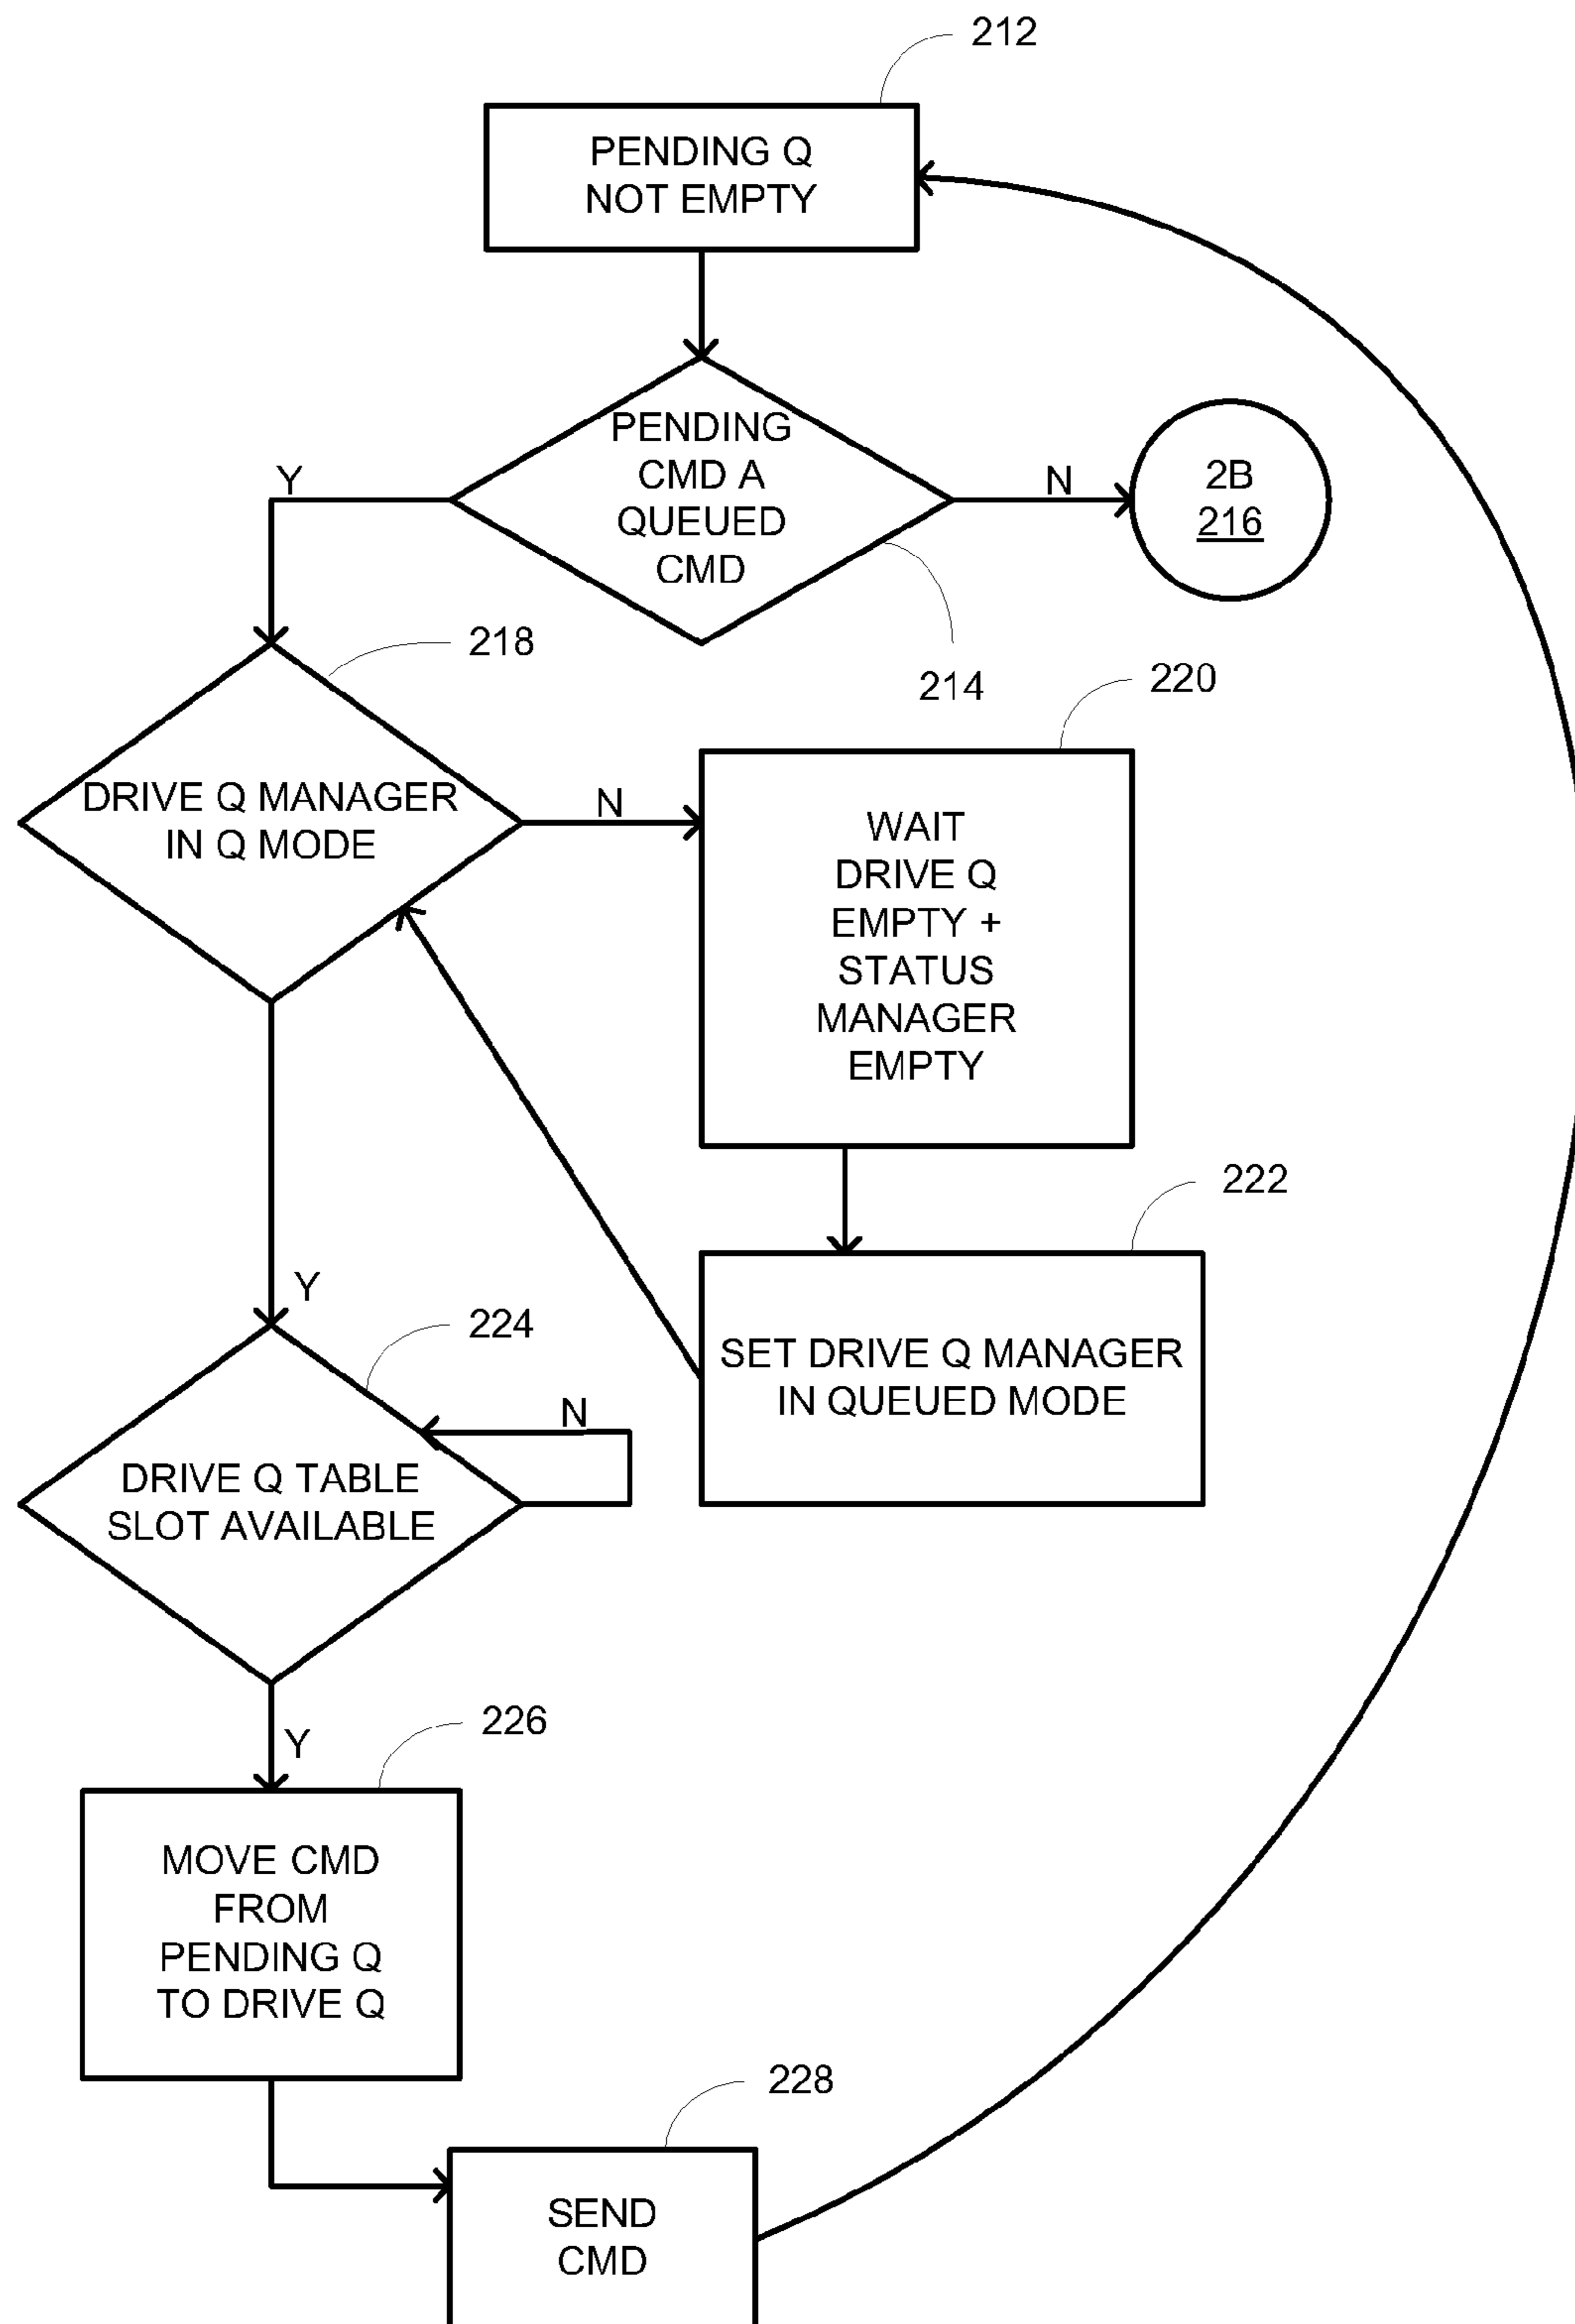 212
PENDING Q
NOT EMPTY
PENDING
CMD A
QUEUED
CMD
Y
N
2B
216
214
218
220
DRIVE Q MANAGER
IN Q MODE
N
WAIT
DRIVE Q
EMPTY +
STATUS
MANAGER
EMPTY
222
SET DRIVE Q MANAGER
IN QUEUED MODE
Y
224
N
DRIVE Q TABLE
SLOT AVAILABLE
Y
226
MOVE CMD
FROM
PENDING Q
TO DRIVE Q
228
SEND
CMD